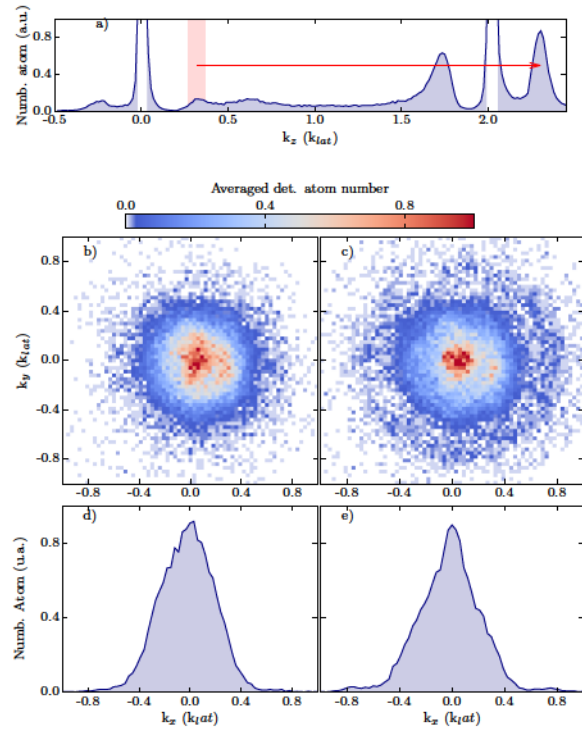 a)
Numb. atom (a.u.)
0.8
0.4
0.0
-0.5 0.0 0.5 1.0 1.5 2.0
k_z (k_lat)
Averaged det. atom number
0.0 0.4 0.8
b) c)
k_y (k_lat)
0.8
0.4
0.0
-0.4
-0.8
-0.8 -0.4 0.0 0.4 0.8 -0.8 -0.4 0.0 0.4 0.8
d) e)
Numb. Atom (u.a.)
0.8
0.4
0.0
-0.8 -0.4 0.0 0.4 0.8 -0.8 -0.4 0.0 0.4 0.8
k_x (k_lat) k_x (k_lat)